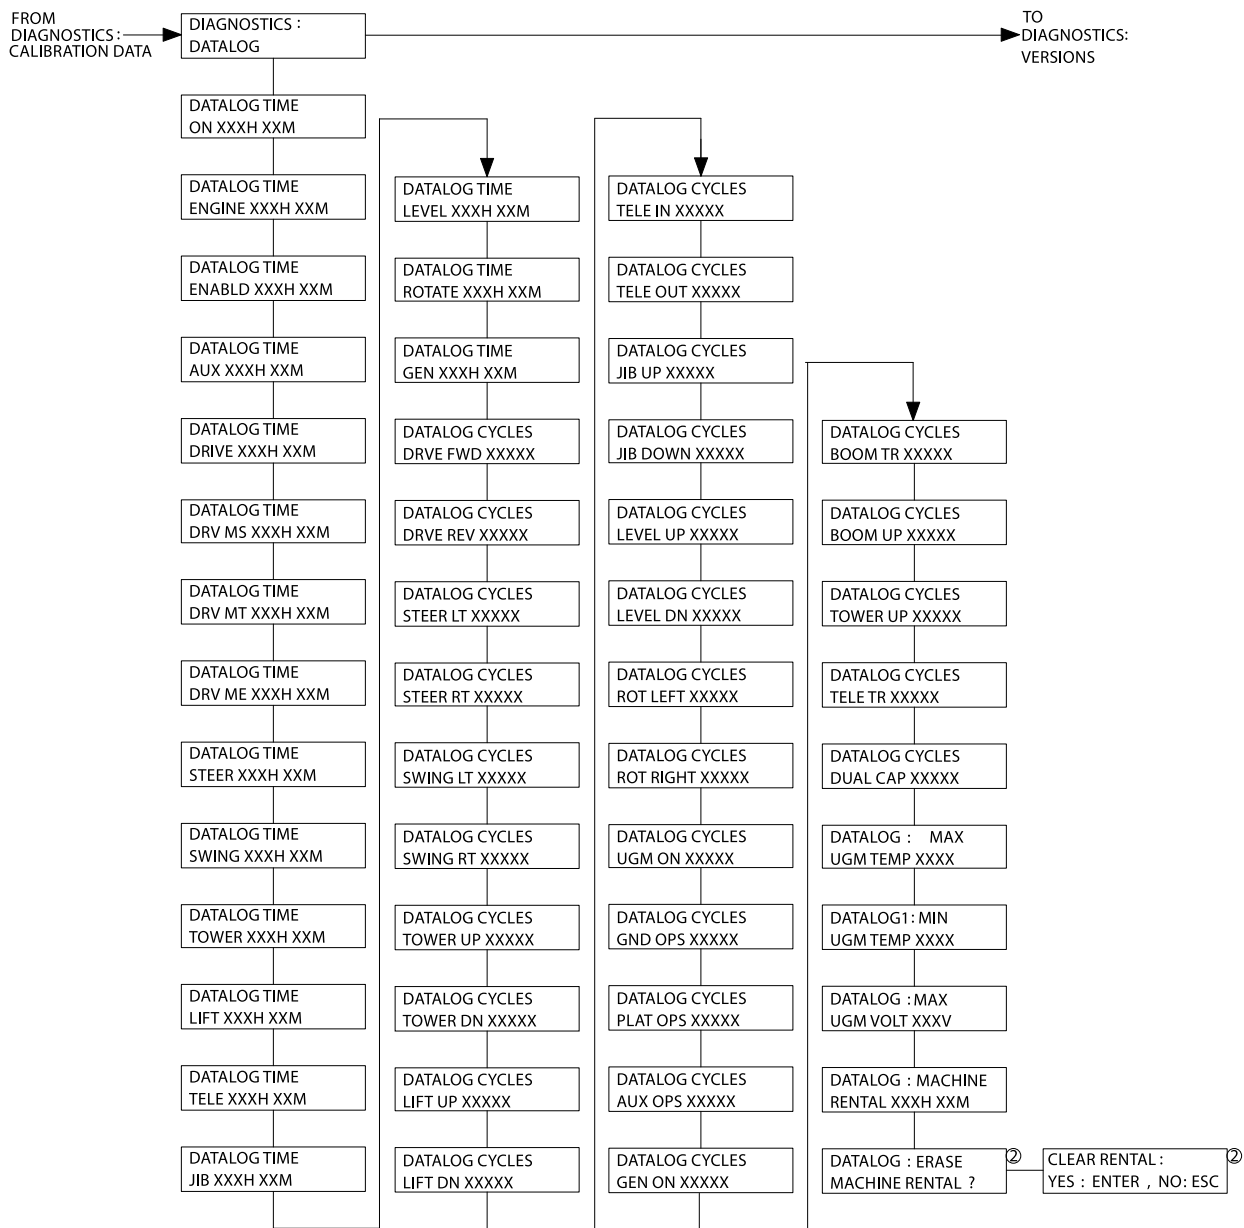 FROM
DIAGNOSTICS :
CALIBRATION DATA
DIAGNOSTICS :
DATALOG
TO
DIAGNOSTICS:
VERSIONS
DATALOG TIME
ON XXXH XXM
DATALOG TIME
ENGINE XXXH XXM
DATALOG TIME
ENABLD XXXH XXM
DATALOG TIME
AUX XXXH XXM
DATALOG TIME
DRIVE XXXH XXM
DATALOG TIME
DRV MS XXXH XXM
DATALOG TIME
DRV MT XXXH XXM
DATALOG TIME
DRV ME XXXH XXM
DATALOG TIME
STEER XXXH XXM
DATALOG TIME
SWING XXXH XXM
DATALOG TIME
TOWER XXXH XXM
DATALOG TIME
LIFT XXXH XXM
DATALOG TIME
TELE XXXH XXM
DATALOG TIME
JIB XXXH XXM
DATALOG TIME
LEVEL XXXH XXM
DATALOG TIME
ROTATE XXXH XXM
DATALOG TIME
GEN XXXH XXM
DATALOG CYCLES
DRVE FWD XXXXX
DATALOG CYCLES
DRVE REV XXXXX
DATALOG CYCLES
STEER LT XXXXX
DATALOG CYCLES
STEER RT XXXXX
DATALOG CYCLES
SWING LT XXXXX
DATALOG CYCLES
SWING RT XXXXX
DATALOG CYCLES
TOWER UP XXXXX
DATALOG CYCLES
TOWER DN XXXXX
DATALOG CYCLES
LIFT UP XXXXX
DATALOG CYCLES
LIFT DN XXXXX
DATALOG CYCLES
TELE IN XXXXX
DATALOG CYCLES
TELE OUT XXXXX
DATALOG CYCLES
JIB UP XXXXX
DATALOG CYCLES
JIB DOWN XXXXX
DATALOG CYCLES
LEVEL UP XXXXX
DATALOG CYCLES
LEVEL DN XXXXX
DATALOG CYCLES
ROT LEFT XXXXX
DATALOG CYCLES
ROT RIGHT XXXXX
DATALOG CYCLES
UGM ON XXXXX
DATALOG CYCLES
GND OPS XXXXX
DATALOG CYCLES
PLAT OPS XXXXX
DATALOG CYCLES
AUX OPS XXXXX
DATALOG CYCLES
GEN ON XXXXX
DATALOG CYCLES
BOOM TR XXXXX
DATALOG CYCLES
BOOM UP XXXXX
DATALOG CYCLES
TOWER UP XXXXX
DATALOG CYCLES
TELE TR XXXXX
DATALOG CYCLES
DUAL CAP XXXXX
DATALOG : MAX
UGM TEMP XXXX
DATALOG1: MIN
UGM TEMP XXXX
DATALOG :MAX
UGM VOLT XXXV
DATALOG : MACHINE
RENTAL XXXH XXM
DATALOG : ERASE ②
MACHINE RENTAL ?
CLEAR RENTAL : ②
YES : ENTER , NO: ESC